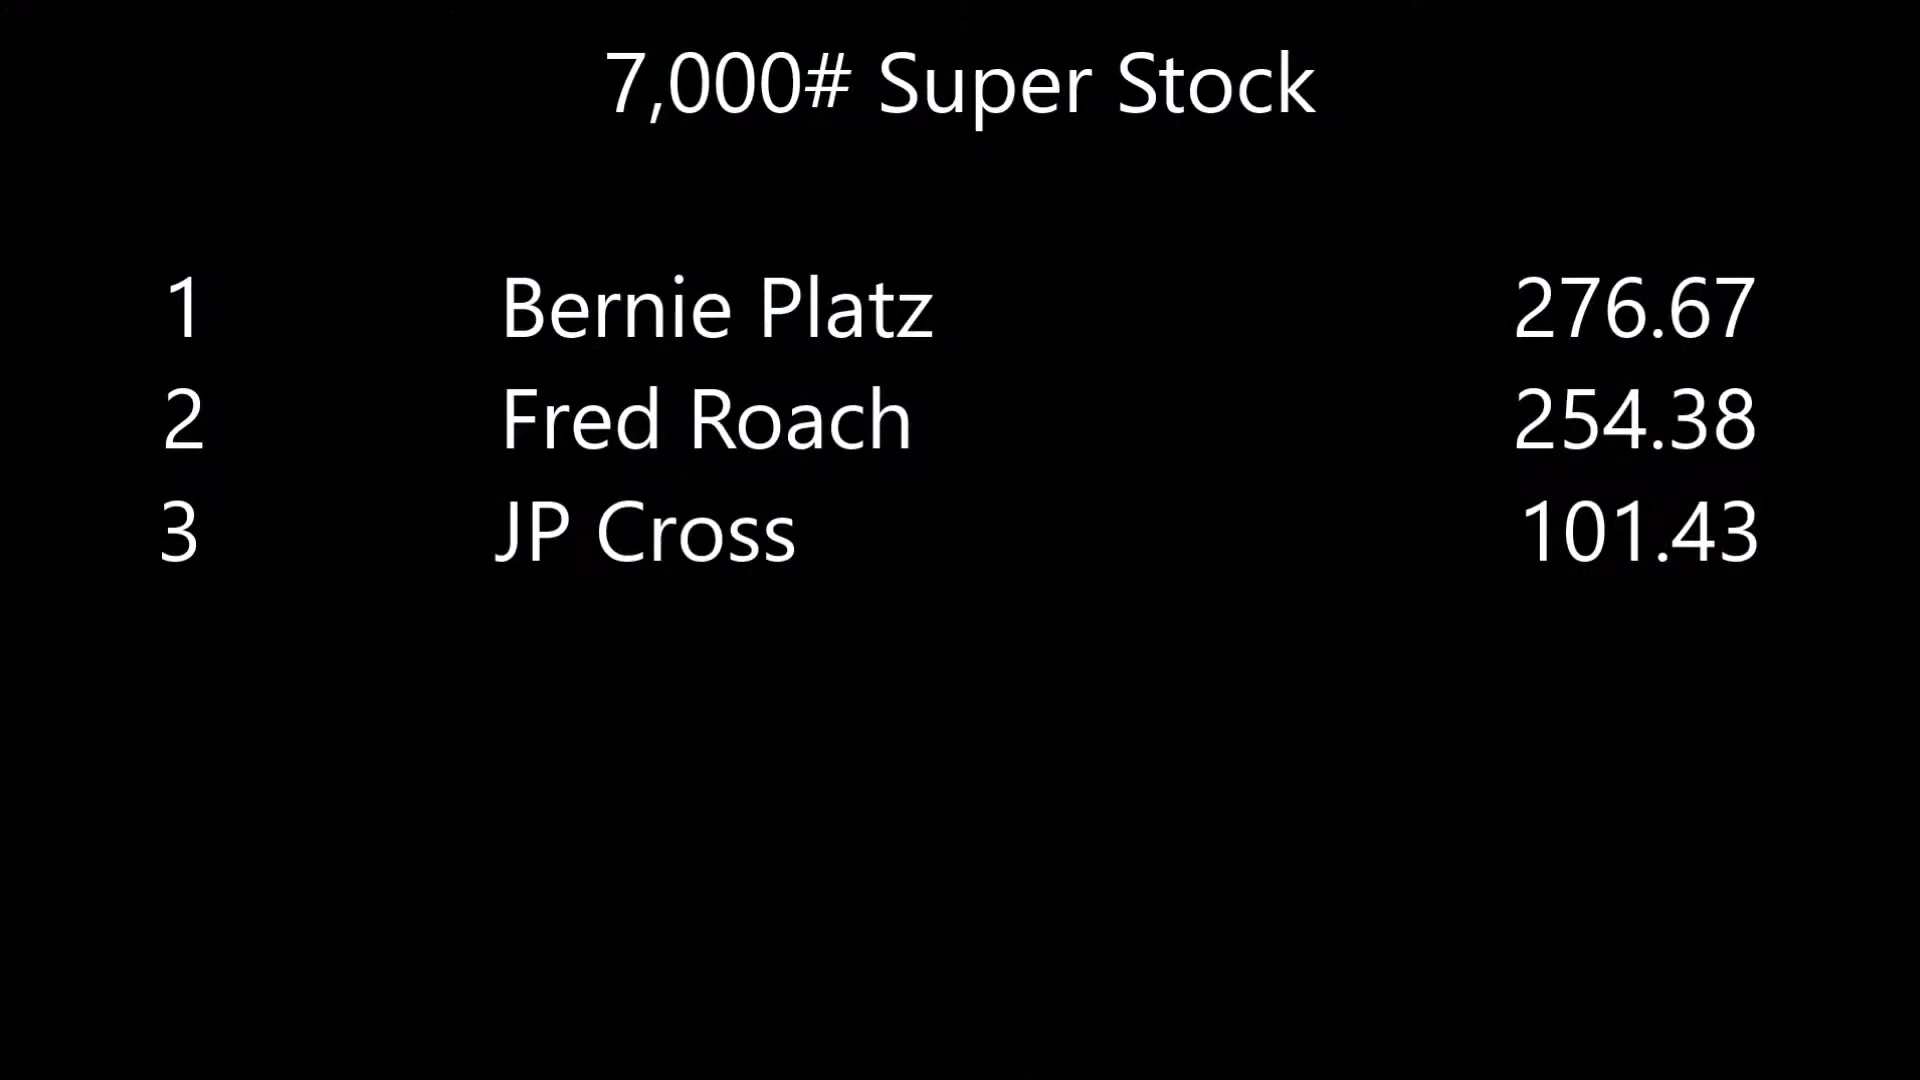 7,000# Super Stock
1 Bernie Platz 276.67
2 Fred Roach 254.38
3 JP Cross 101.43